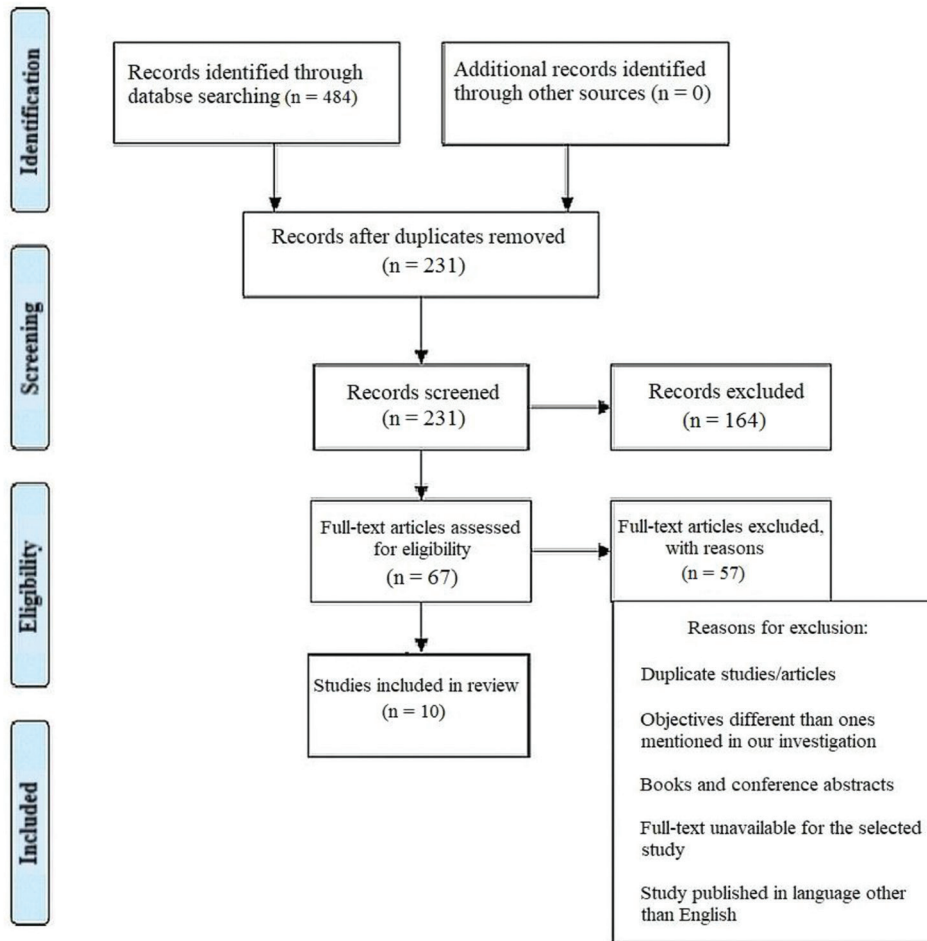 Identification
Records identified through
databse searching (n = 484)
Additional records identified
through other sources (n = 0)
Records after duplicates removed
(n = 231)
Screening
Records screened
(n = 231)
Records excluded
(n = 164)
Eligibility
Full-text articles assessed
for eligibility
(n = 67)
Full-text articles excluded,
with reasons
(n = 57)
Reasons for exclusion:
Duplicate studies/articles
Objectives different than ones
mentioned in our investigation
Books and conference abstracts
Full-text unavailable for the selected
study
Study published in language other
than English
Included
Studies included in review
(n = 10)